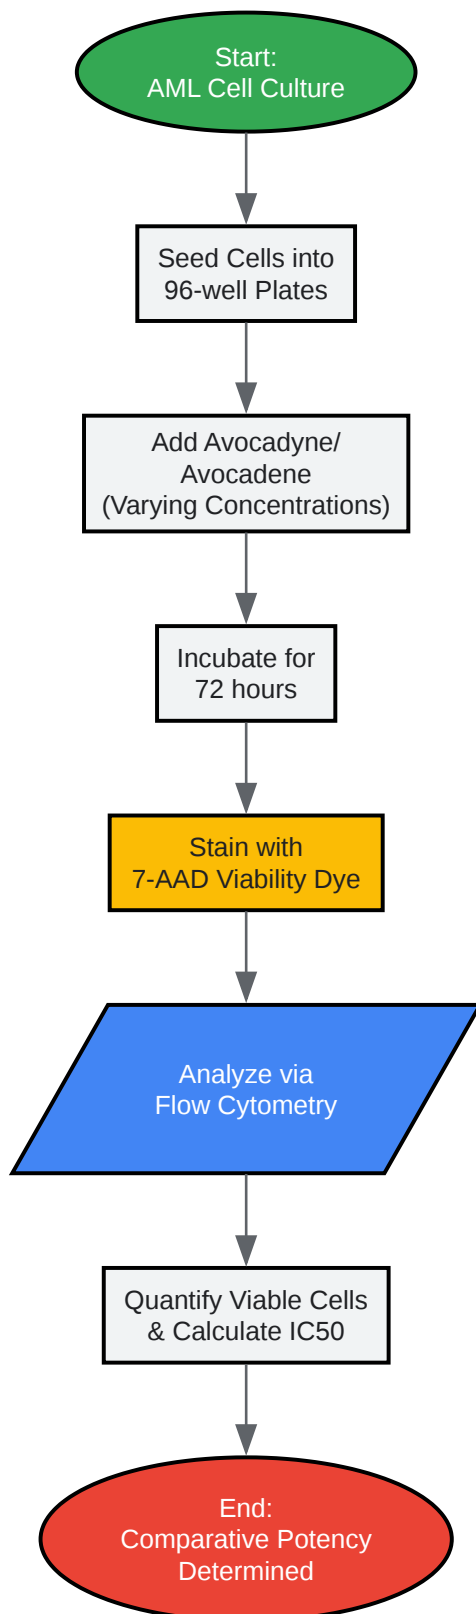 Start:
AML Cell Culture
Seed Cells into
96-well Plates
Add Avocadyne/
Avocadene
(Varying Concentrations)
Incubate for
72 hours
Stain with
7-AAD Viability Dye
Analyze via
Flow Cytometry
Quantify Viable Cells
& Calculate IC50
End:
Comparative Potency
Determined